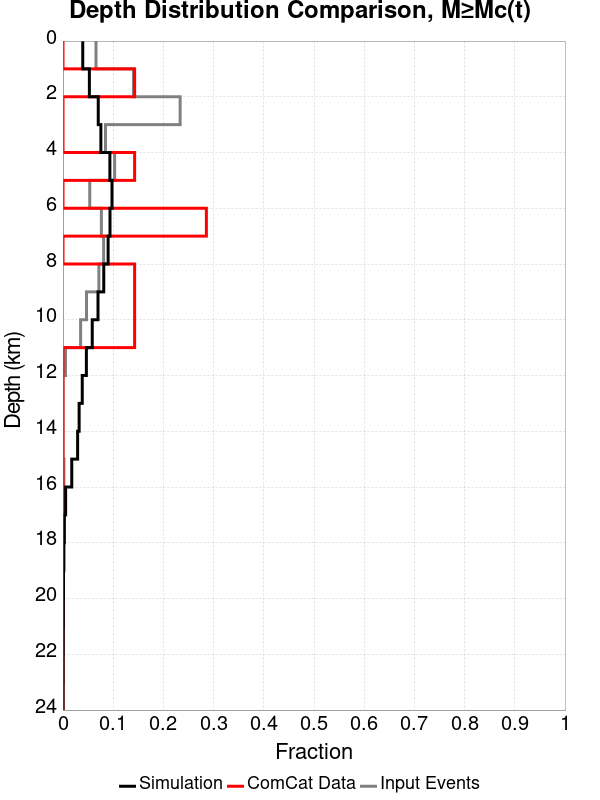 Depth Distribution Comparison, M≥Mc(t)
0
2
4
6
8
10
12
14
16
18
20
22
24
Depth (km)
0 0.1 0.2 0.3 0.4 0.5 0.6 0.7 0.8 0.9 1
Fraction
Simulation ComCat Data Input Events